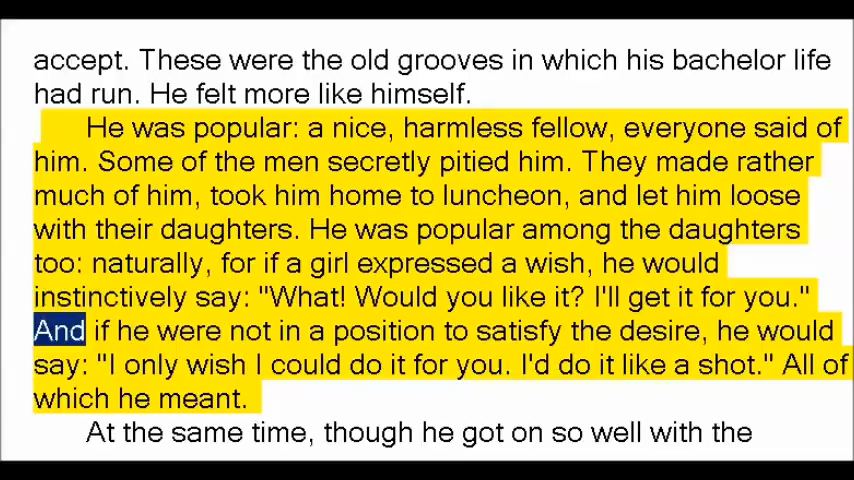 accept. These were the old grooves in which his bachelor life
had run. He felt more like himself.
He was popular: a nice, harmless fellow, everyone said of
him. Some of the men secretly pitied him. They made rather
much of him, took him home to luncheon, and let him loose
with their daughters. He was popular among the daughters
too: naturally, for if a girl expressed a wish, he would
instinctively say: "What! Would you like it? I'll get it for you."
And if he were not in a position to satisfy the desire, he would
say: "I only wish I could do it for you. I'd do it like a shot." All of
which he meant.
At the same time, though he got on so well with the